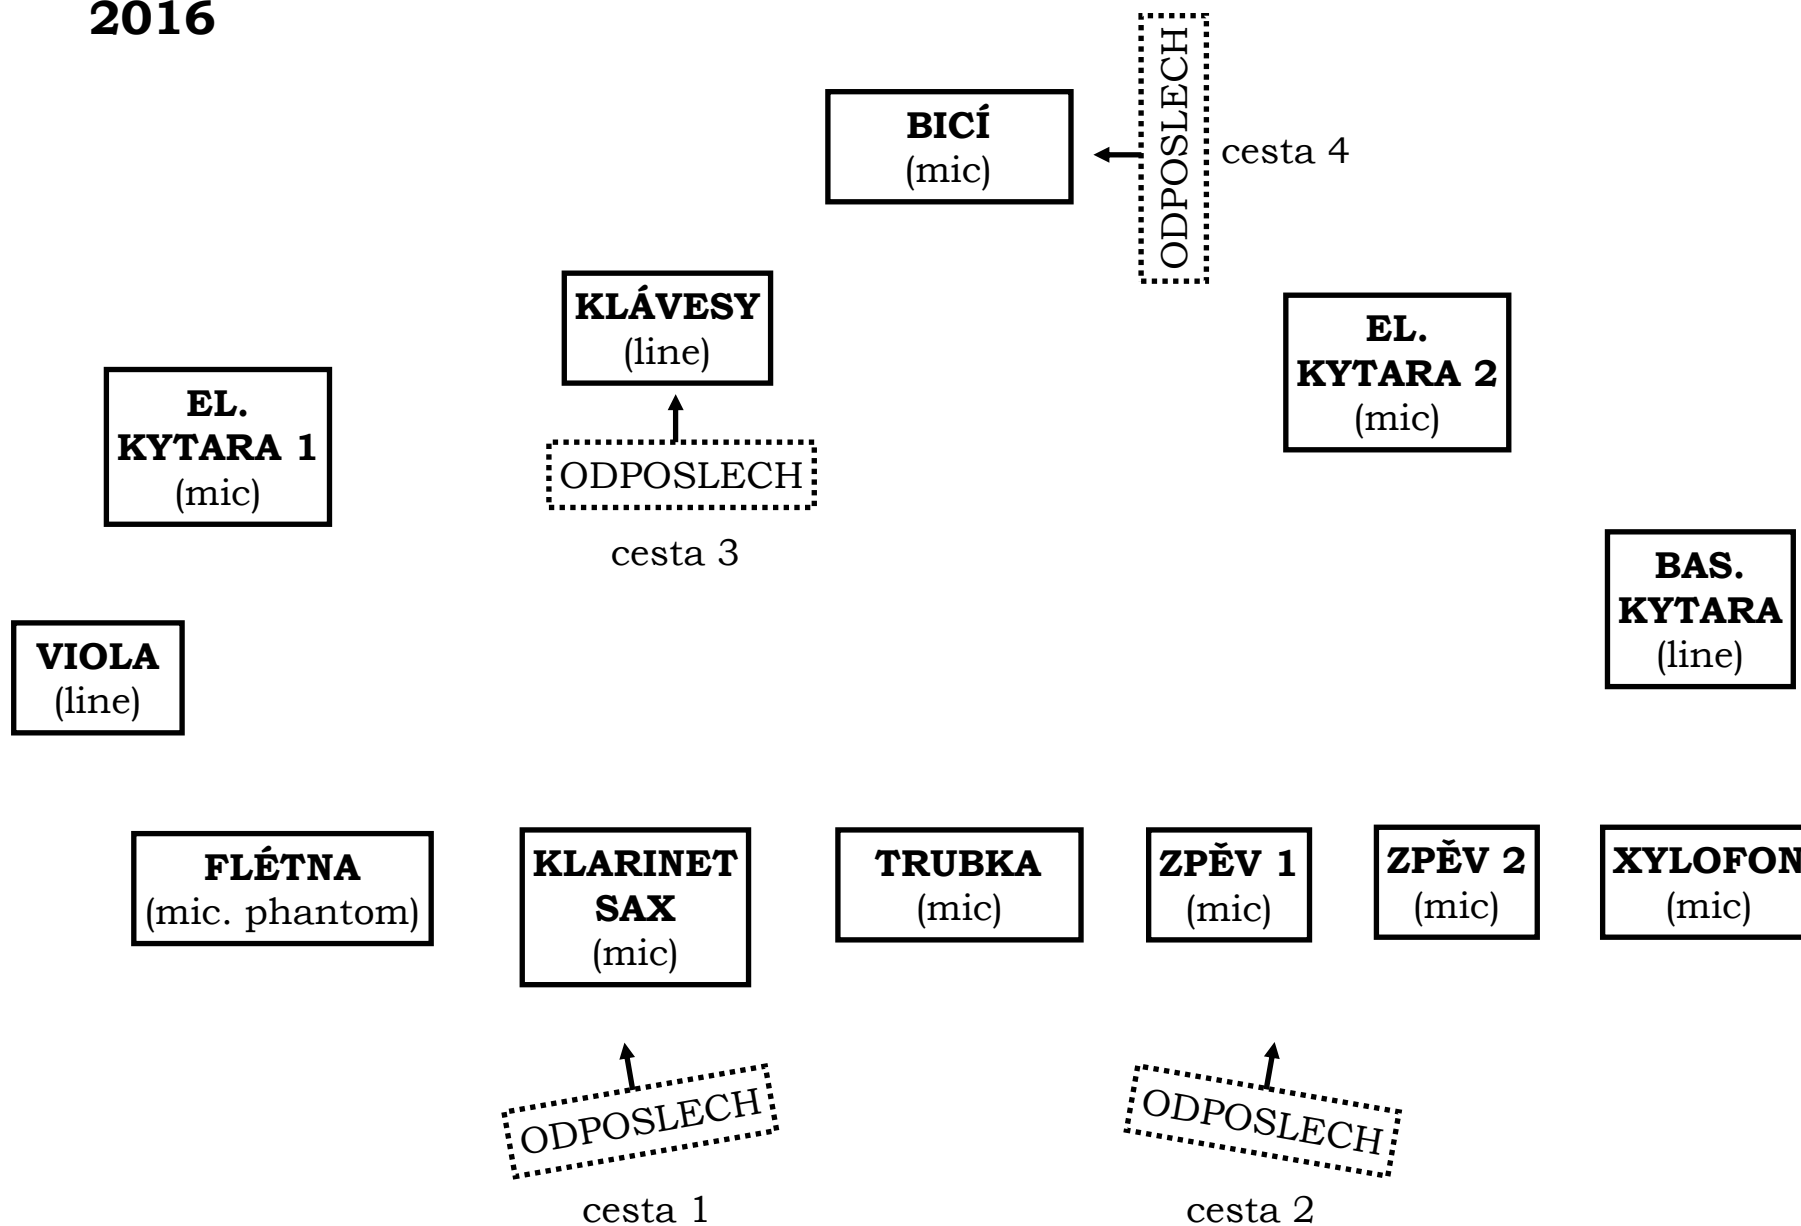 2016
BICÍ
(mic)
ODPOSLECH
cesta 4
KLÁVESY
(line)
ODPOSLECH
cesta 3
EL.
KYTARA 2
(mic)
EL.
KYTARA 1
(mic)
BAS.
KYTARA
(line)
VIOLA
(line)
FLÉTNA
(mic. phantom)
KLARINET
SAX
(mic)
TRUBKA
(mic)
ZPĚV 1
(mic)
ZPĚV 2
(mic)
XYLOFON
(mic)
ODPOSLECH
cesta 1
ODPOSLECH
cesta 2